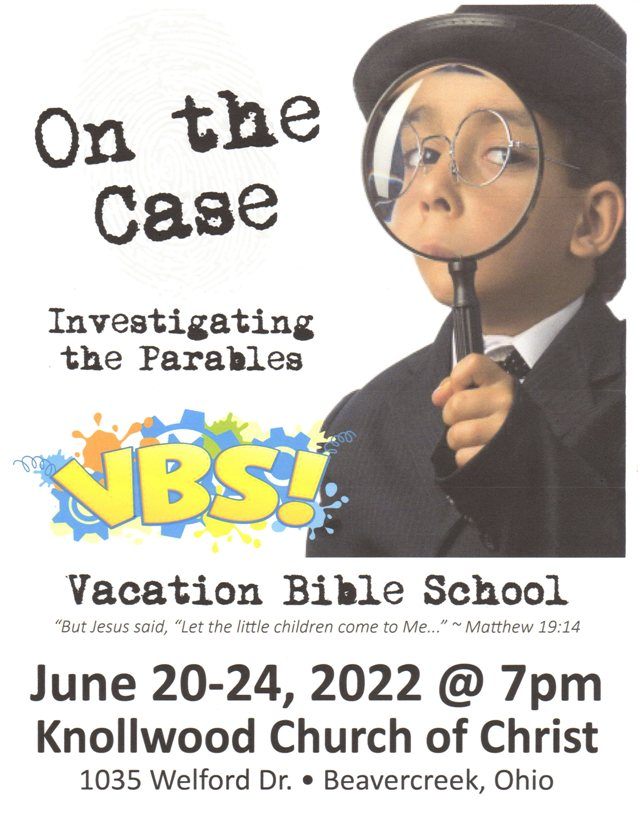 On the
Case
Investigating
the Parables
VBS!
Vacation Bible School
"But Jesus said, "Let the little children come to Me..." ~ Matthew 19:14
June 20-24, 2022 @ 7pm
Knollwood Church of Christ
1035 Welford Dr. • Beavercreek, Ohio